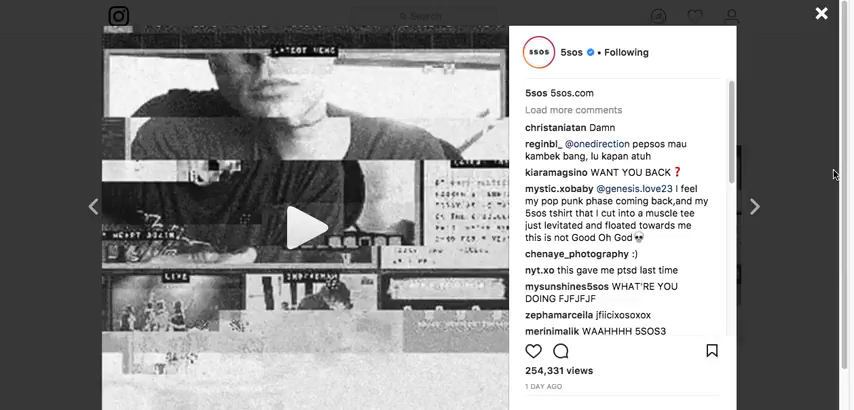 Search
LATEST NEWS
LIVE
5SOS
5sos • Following
5sos 5sos.com
Load more comments
christaniatan Damn
reginbl_ @onedirection pepsos mau
kambek bang, lu kapan atuh
kiaramagsino WANT YOU BACK ❓
mystic.xobaby @genesis.love23 I feel
my pop punk phase coming back,and my
5sos tshirt that I cut into a muscle tee
just levitated and floated towards me
this is not Good Oh God💀
chenaye_photography :)
nyt.xo this gave me ptsd last time
mysunshines5sos WHAT'RE YOU
DOING FJFJFJF
zephamarceila jfiicixosoxox
merinimalik WAAHHHH 5SOS3
254,331 views
1 DAY AGO